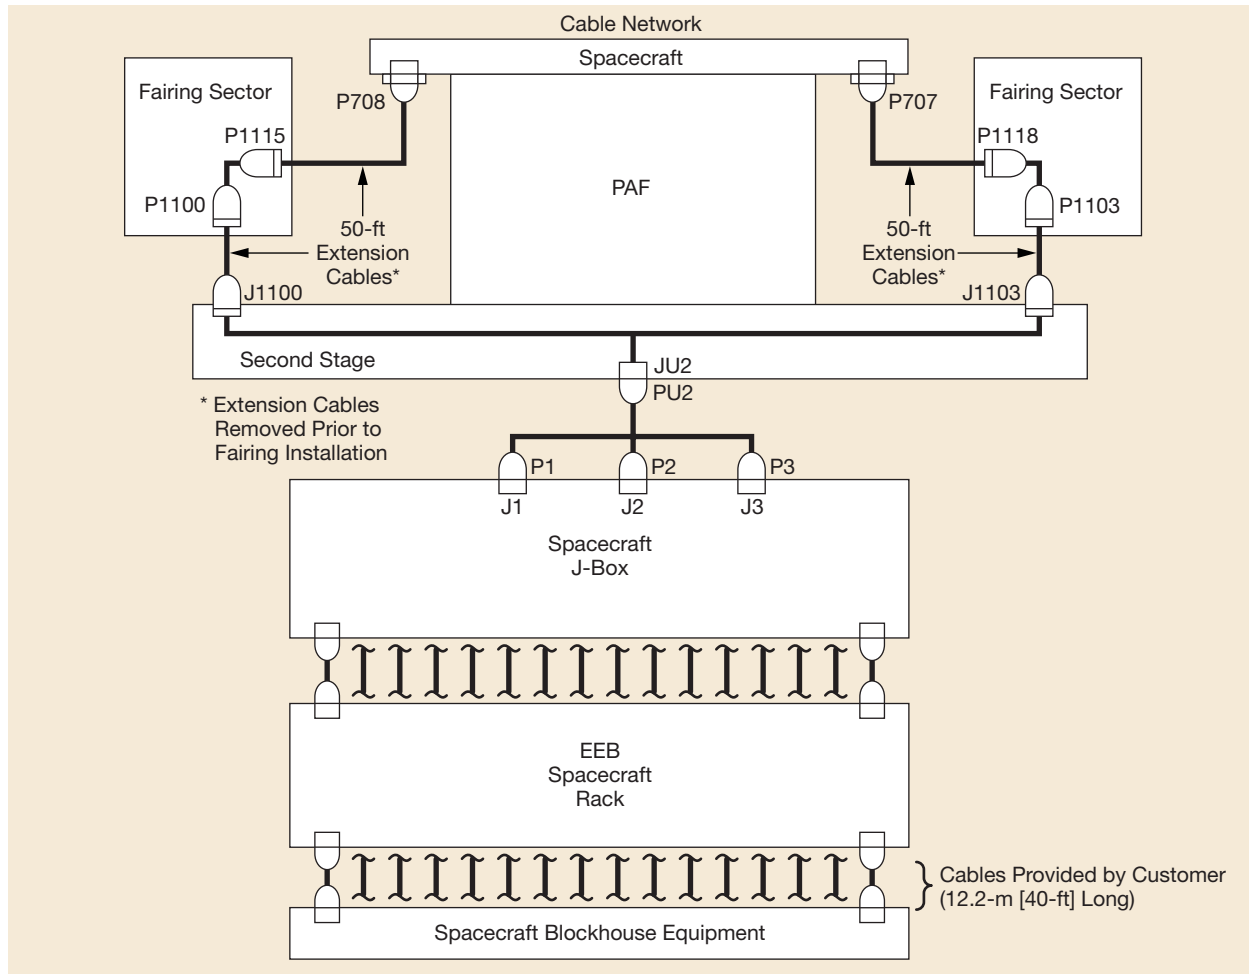 Cable Network
Spacecraft
Fairing Sector
P708
P707
Fairing Sector
P1115
P1118
P1100
PAF
P1103
50-ft
Extension
Cables*
50-ft
Extension
Cables*
J1100
J1103
Second Stage
JU2
PU2
* Extension Cables
Removed Prior to
Fairing Installation
P1
P2
P3
J1
J2
J3
Spacecraft
J-Box
EEB
Spacecraft
Rack
Cables Provided by Customer
(12.2-m [40-ft] Long)
Spacecraft Blockhouse Equipment